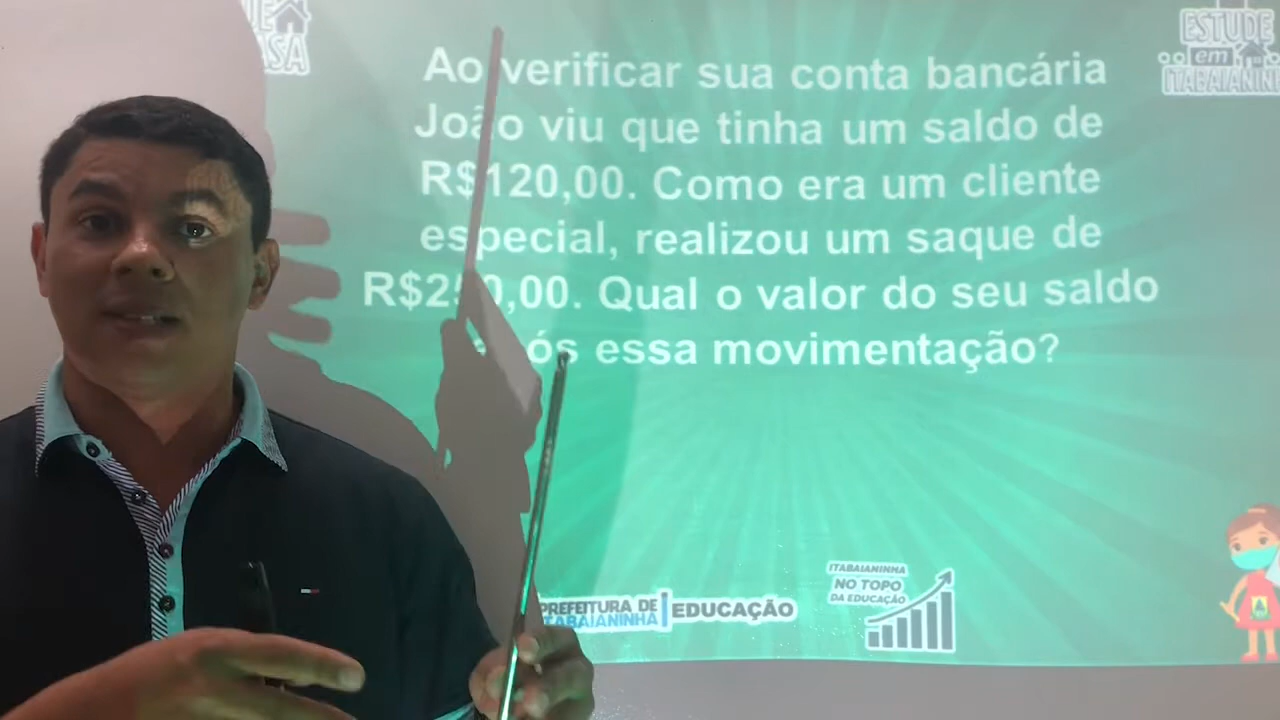 Ao verificar sua conta bancária
João viu que tinha um saldo de
R$120,00. Como era um cliente
especial, realizou um saque de
R$250,00. Qual o valor do seu saldo
essa movimentação?
ESTUDE
em
PREFEITURA DE
EDUCAÇÃO
ITABAIANINHA
NO TOPO
DA EDUCAÇÃO